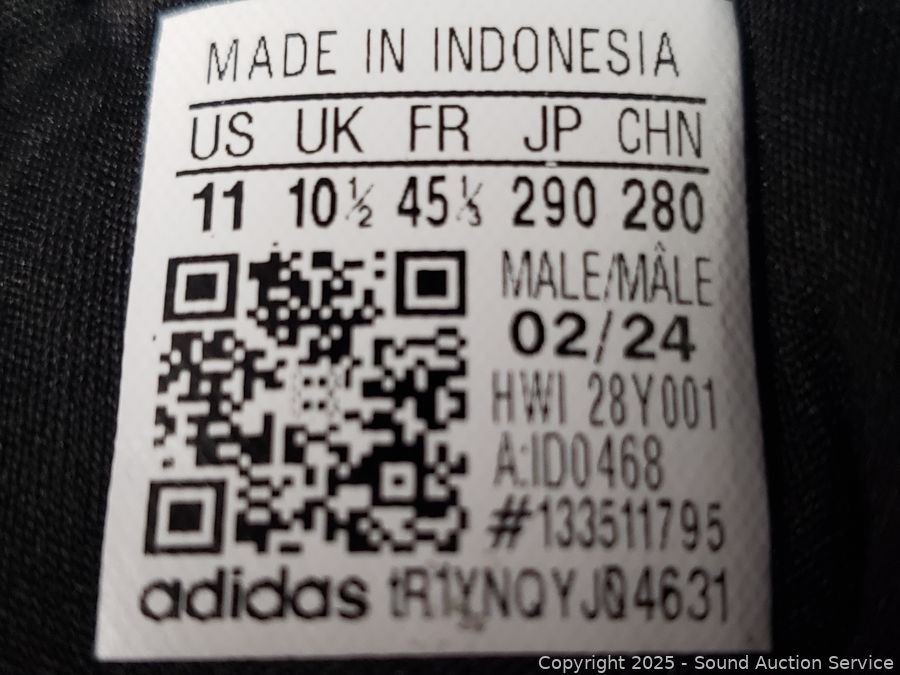 MADE IN INDONESIA
US UK FR JP CHN
11 10½ 45⅓ 290 280
MALE/MÂLE
02/24
HWI 28Y001
A:ID0468
#133511795
adidas tR1YNQYJ04631
Copyright 2025 - Sound Auction Service